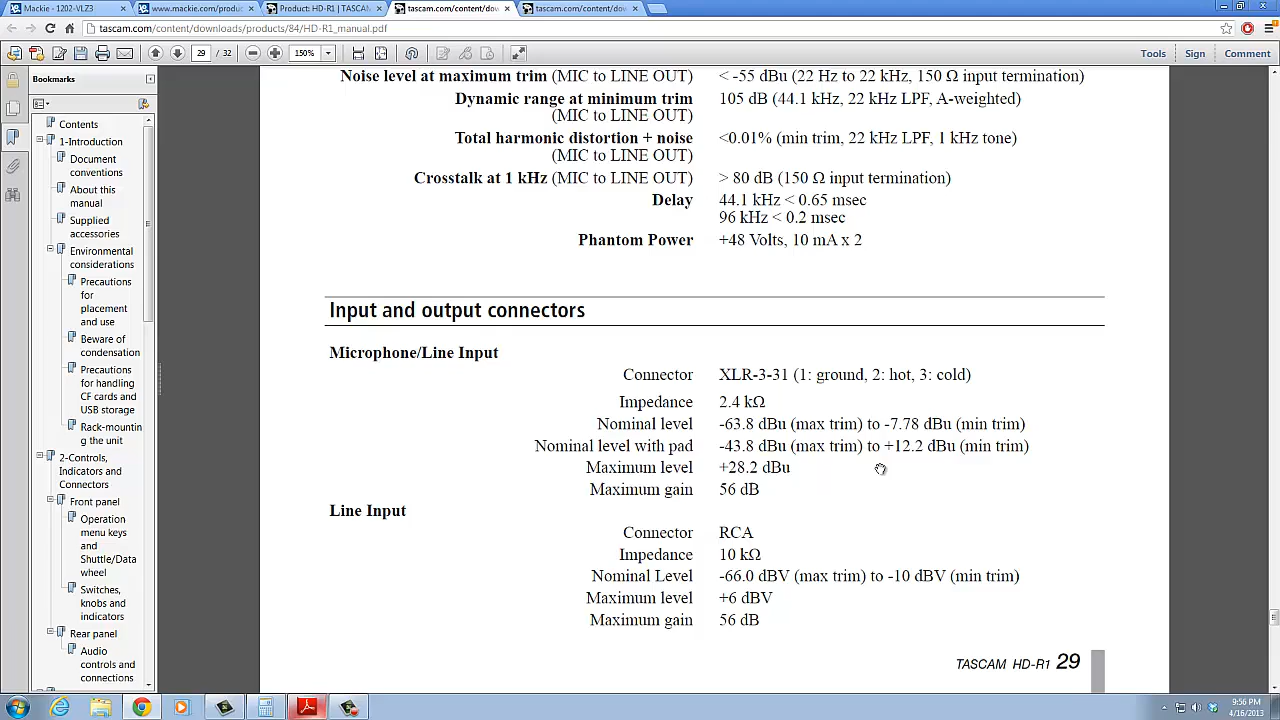 Mackie - 1202-VLZ3
www.mackie.com/produc
Product: HD-R1 | TASCAM
tascam.com/content/dow
tascam.com/content/dow
tascam.com/content/downloads/products/84/HD-R1_manual.pdf
29 / 32
150%
Tools
Sign
Comment
Bookmarks
Contents
1-Introduction
Document
conventions
About this
manual
Supplied
accessories
Environmental
considerations
Precautions
for
placement
and use
Beware of
condensation
Precautions
for handling
CF cards and
USB storage
Rack-mountin
g the unit
2-Controls,
Indicators and
Connectors
Front panel
Operation
menu keys
and
Shuttle/Data
wheel
Switches,
knobs and
indicators
Rear panel
Audio
controls and
connections
Noise level at maximum trim (MIC to LINE OUT) < -55 dBu (22 Hz to 22 kHz, 150 Ω input termination)
Dynamic range at minimum trim 105 dB (44.1 kHz, 22 kHz LPF, A-weighted)
(MIC to LINE OUT)
Total harmonic distortion + noise <0.01% (min trim, 22 kHz LPF, 1 kHz tone)
(MIC to LINE OUT)
Crosstalk at 1 kHz (MIC to LINE OUT) > 80 dB (150 Ω input termination)
Delay 44.1 kHz < 0.65 msec
96 kHz < 0.2 msec
Phantom Power +48 Volts, 10 mA x 2
Input and output connectors
Microphone/Line Input
Connector XLR-3-31 (1: ground, 2: hot, 3: cold)
Impedance 2.4 kΩ
Nominal level -63.8 dBu (max trim) to -7.78 dBu (min trim)
Nominal level with pad -43.8 dBu (max trim) to +12.2 dBu (min trim)
Maximum level +28.2 dBu
Maximum gain 56 dB
Line Input
Connector RCA
Impedance 10 kΩ
Nominal Level -66.0 dBV (max trim) to -10 dBV (min trim)
Maximum level +6 dBV
Maximum gain 56 dB
TASCAM HD-R1 29
9:56 PM
4/16/2013